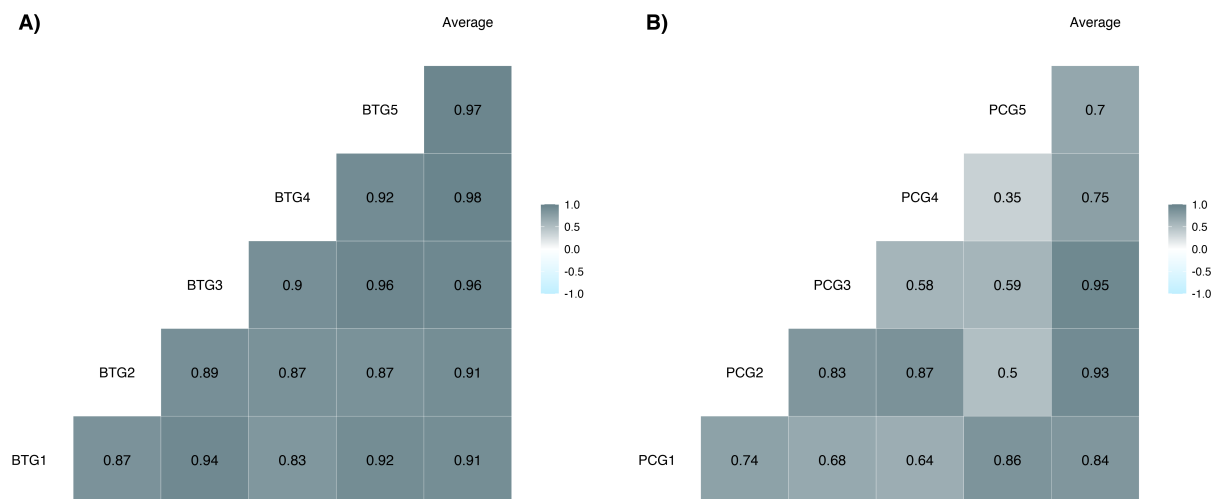 A)
Average
BTG5
0.97
BTG4
0.92
0.98
BTG3
0.9
0.96
0.96
BTG2
0.89
0.87
0.87
0.91
BTG1
0.87
0.94
0.83
0.92
0.91
1.0
0.5
0.0
-0.5
-1.0
B)
Average
PCG5
0.7
PCG4
0.35
0.75
PCG3
0.58
0.59
0.95
PCG2
0.83
0.87
0.5
0.93
PCG1
0.74
0.68
0.64
0.86
0.84
1.0
0.5
0.0
-0.5
-1.0